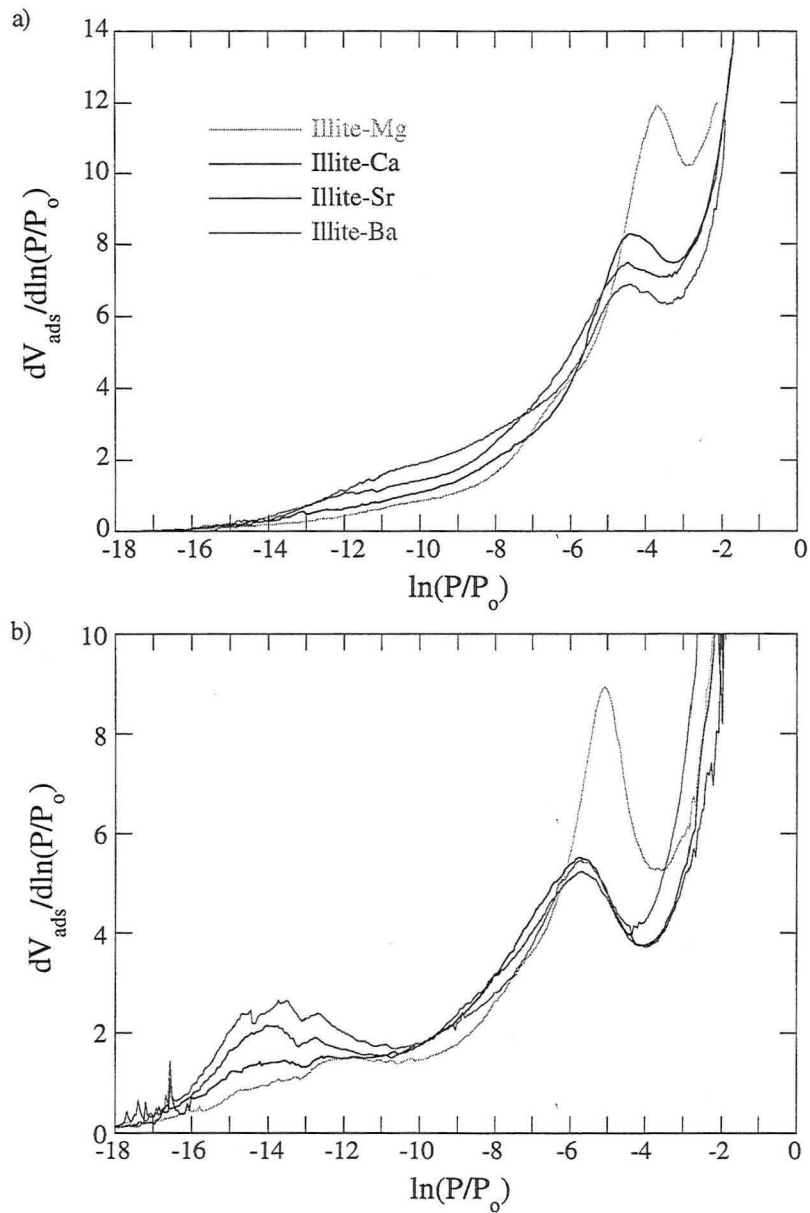 a)
14
12
10
8
6
4
2
0
Illite-Mg
Illite-Ca
Illite-Sr
Illite-Ba
dVads/dln(P/Po)
-18 -16 -14 -12 -10 -8 -6 -4 -2 0
ln(P/Po)
b)
10
8
6
4
2
0
dVads/dln(P/Po)
-18 -16 -14 -12 -10 -8 -6 -4 -2 0
ln(P/Po)